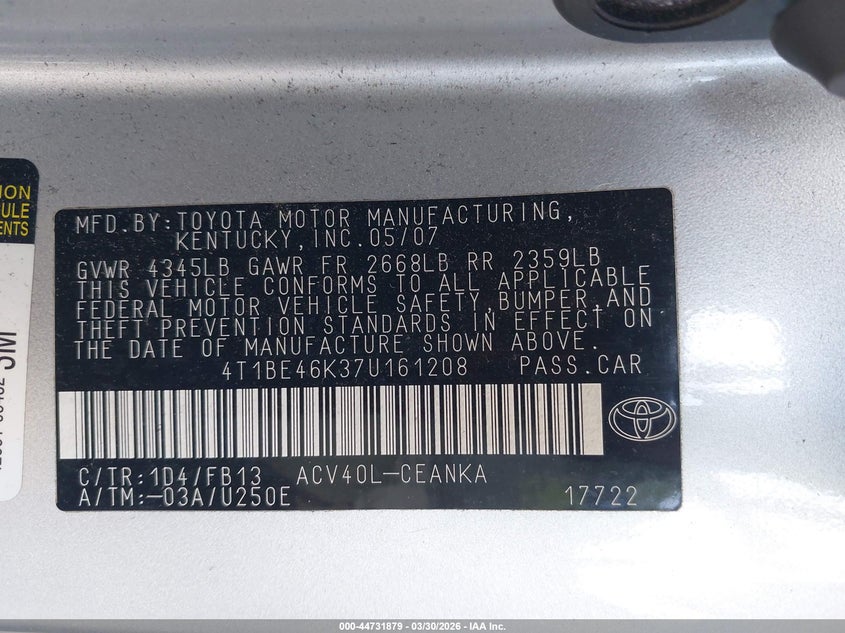 ION
ULE
ENTS
MFD.BY:TOYOTA MOTOR MANUFACTURING,
KENTUCKY,INC.05/07
GVWR 4345LB GAWR FR 2668LB RR 2359LB
THIS VEHICLE CONFORMS TO ALL APPLICABLE
FEDERAL MOTOR VEHICLE SAFETY,BUMPER,AND
THEFT PREVENTION STANDARDS IN EFFECT ON
THE DATE OF MANUFACTURE SHOWN ABOVE.
4T1BE46K37U161208 PASS.CAR
C/TR:1D4/FB13 ACV40L-CEANKA
A/TM:-03A/U250E 17722
000-44731879 — 03/30/2026 — IAA Inc.